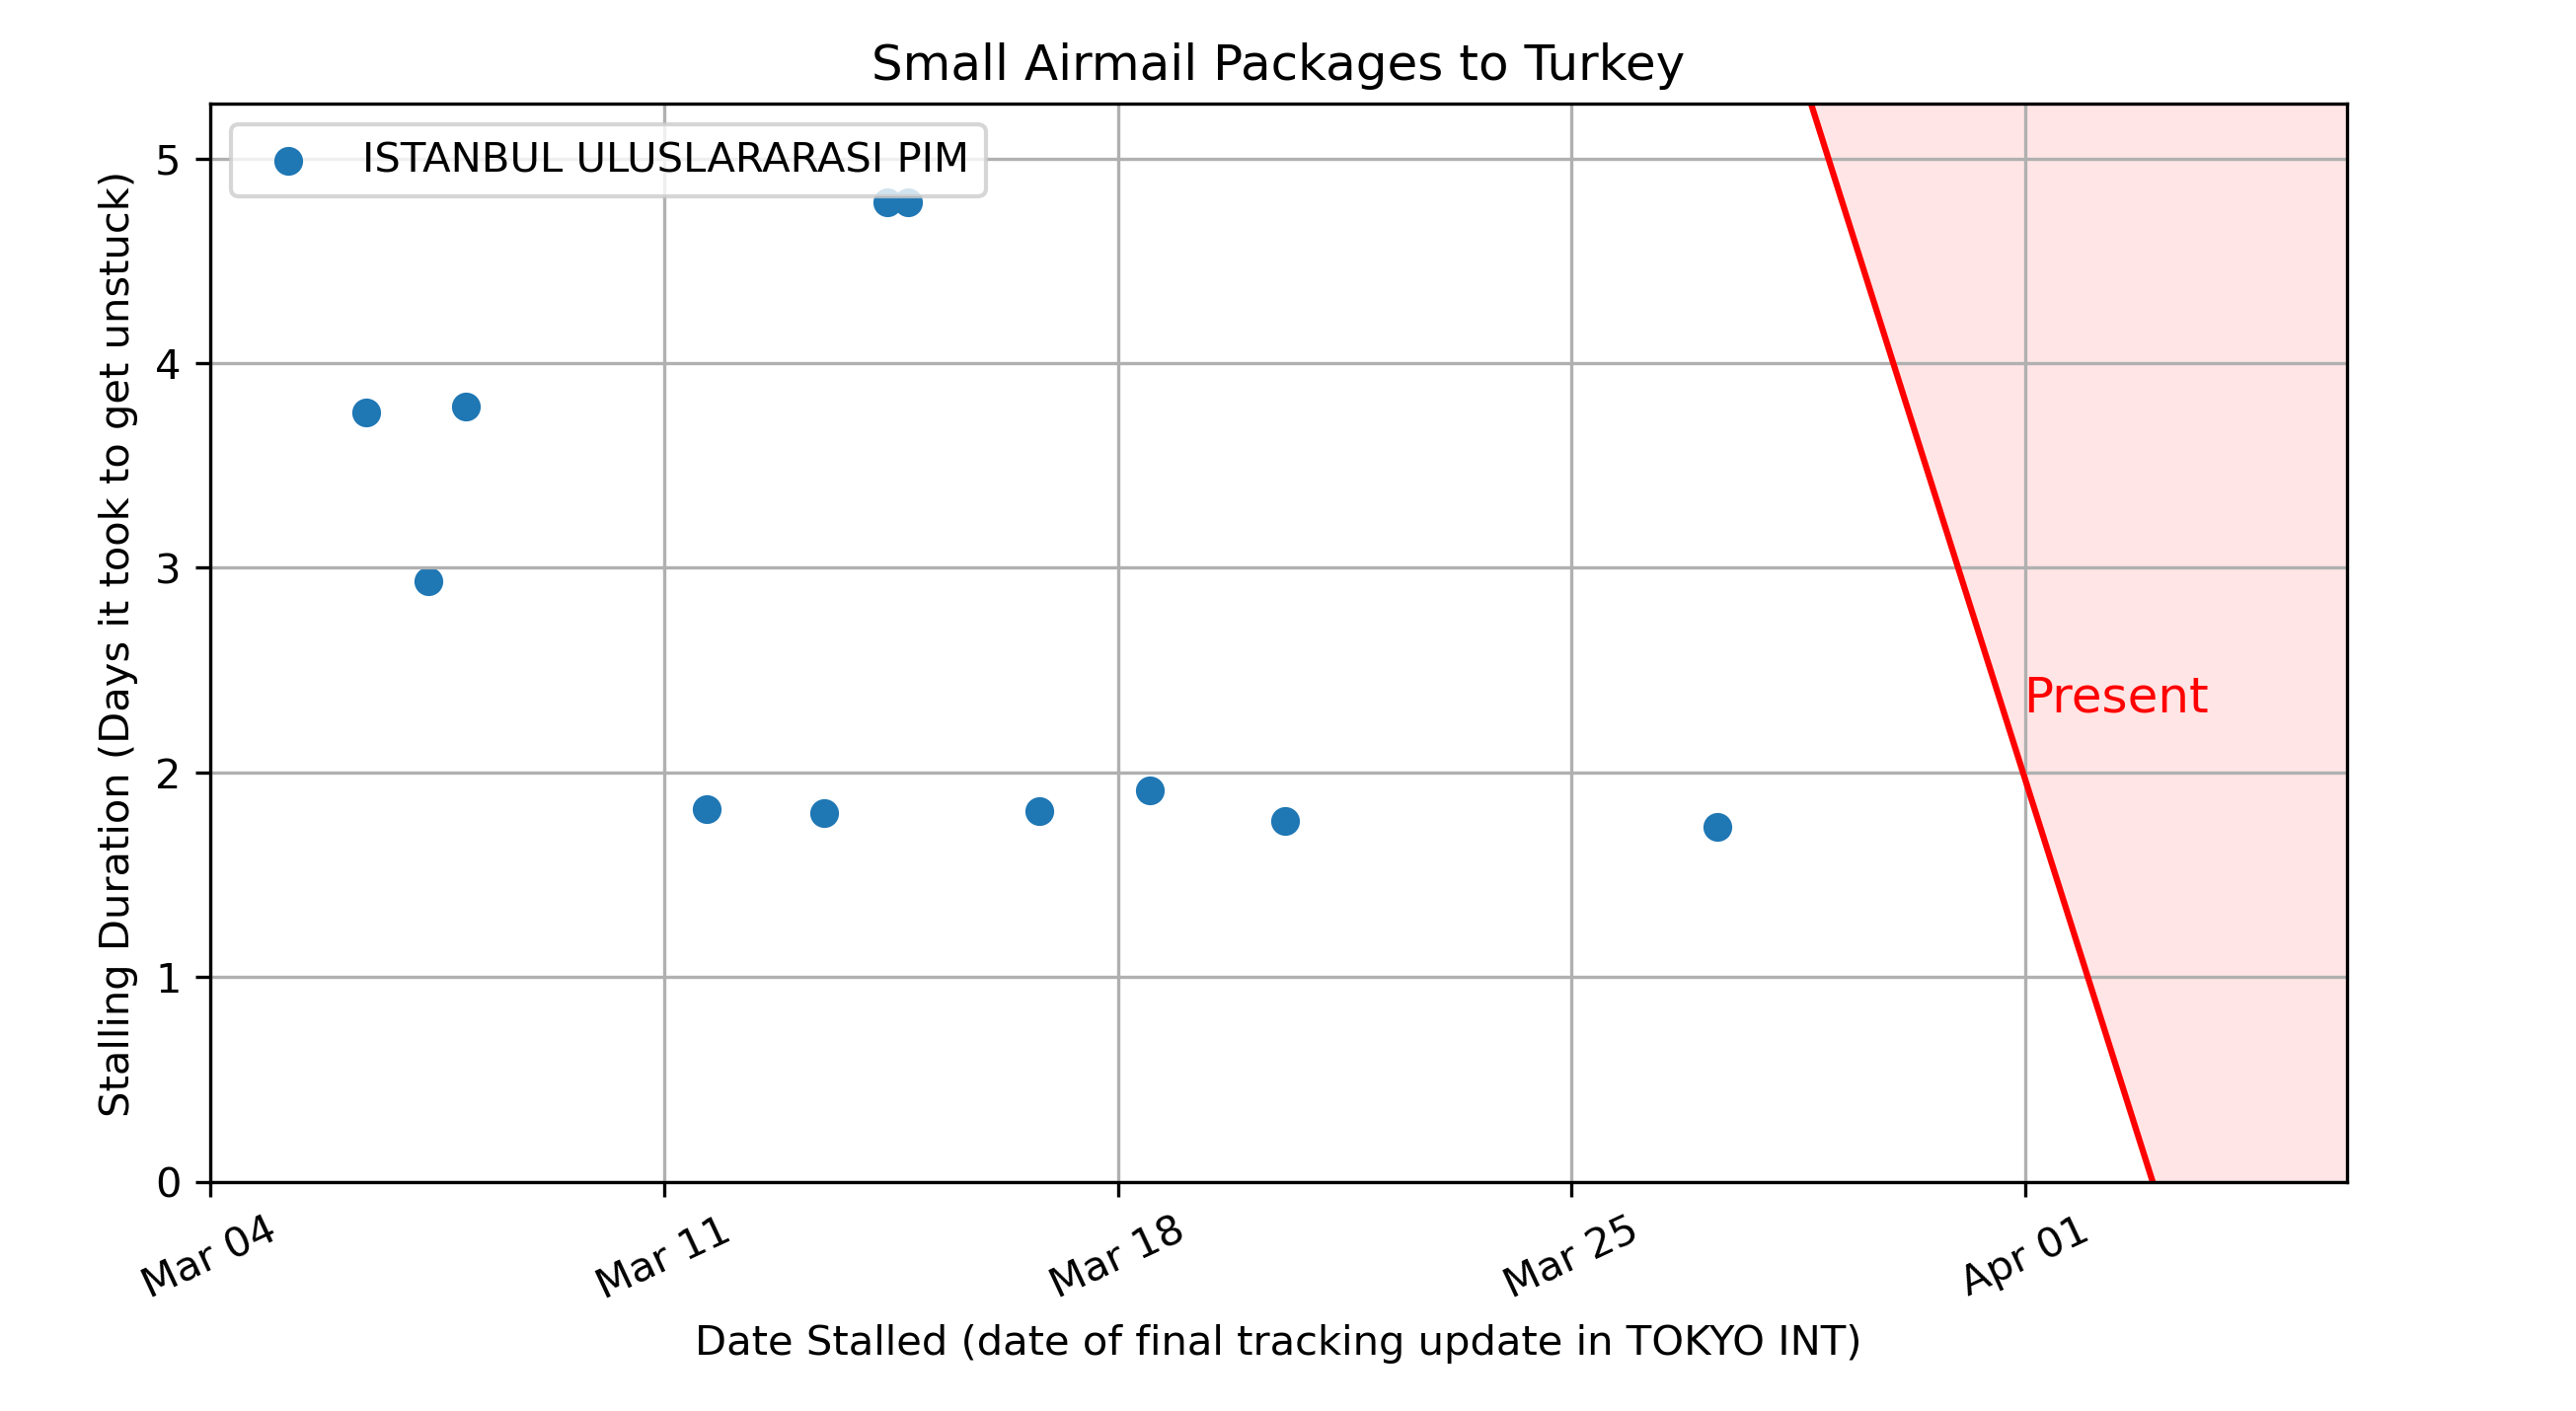 Small Airmail Packages to Turkey
ISTANBUL ULUSLARARASI PIM
Stalling Duration (Days it took to get unstuck)
5
4
3
2
1
0
Present
Mar 04
Mar 11
Mar 18
Mar 25
Apr 01
Date Stalled (date of final tracking update in TOKYO INT)